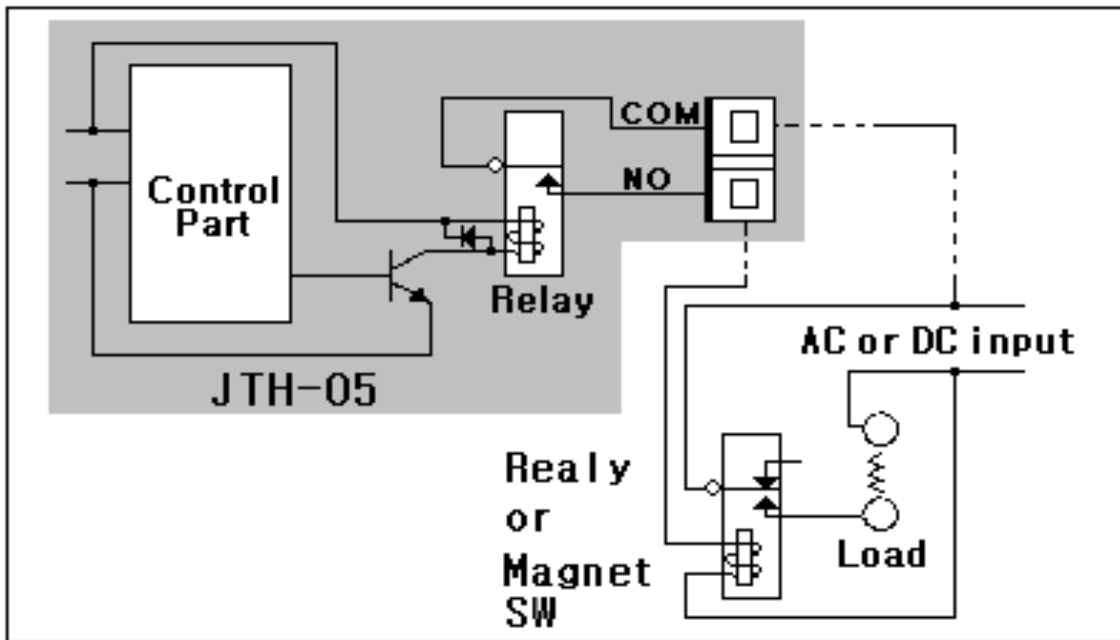 COM
NO
Control
Part
Relay
JTH-05
AC or DC input
Realy
or
Magnet
SW
Load